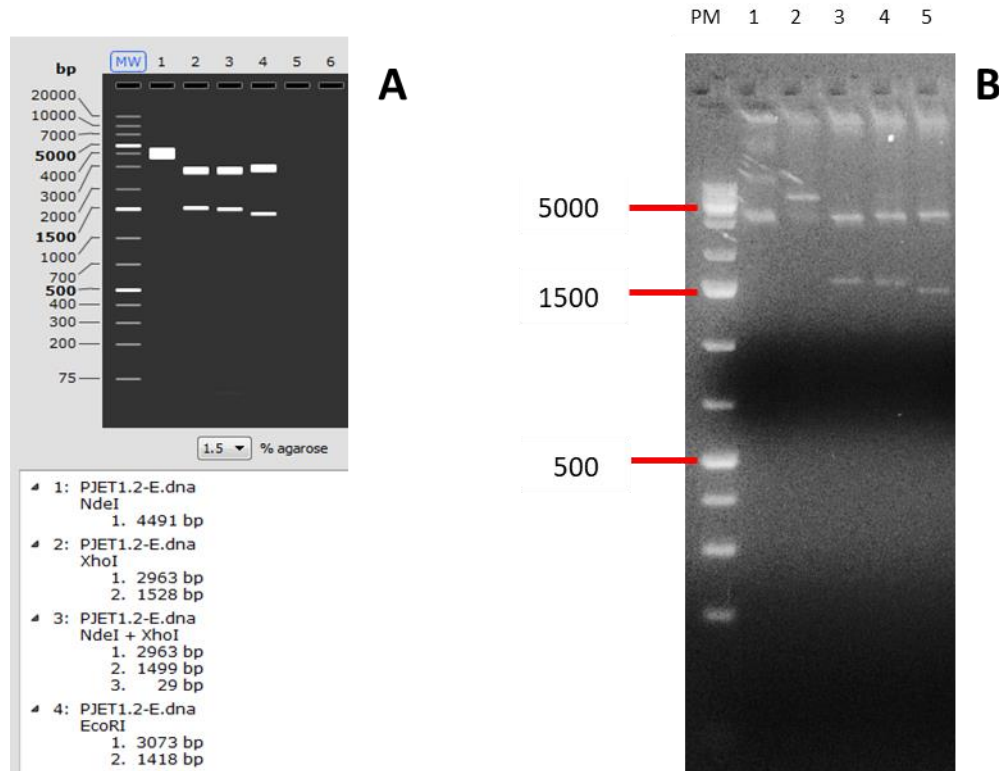 A
bp
MW 1 2 3 4 5 6
20000
10000
7000
5000
4000
3000
2000
1500
1000
700
500
400
300
200
75
1.5 % agarose
1: PJET1.2-E.dna
NdeI
1. 4491 bp
2: PJET1.2-E.dna
XhoI
1. 2963 bp
2. 1528 bp
3: PJET1.2-E.dna
NdeI + XhoI
1. 2963 bp
2. 1499 bp
3. 29 bp
4: PJET1.2-E.dna
EcoRI
1. 3073 bp
2. 1418 bp
PM 1 2 3 4 5
B
5000
1500
500